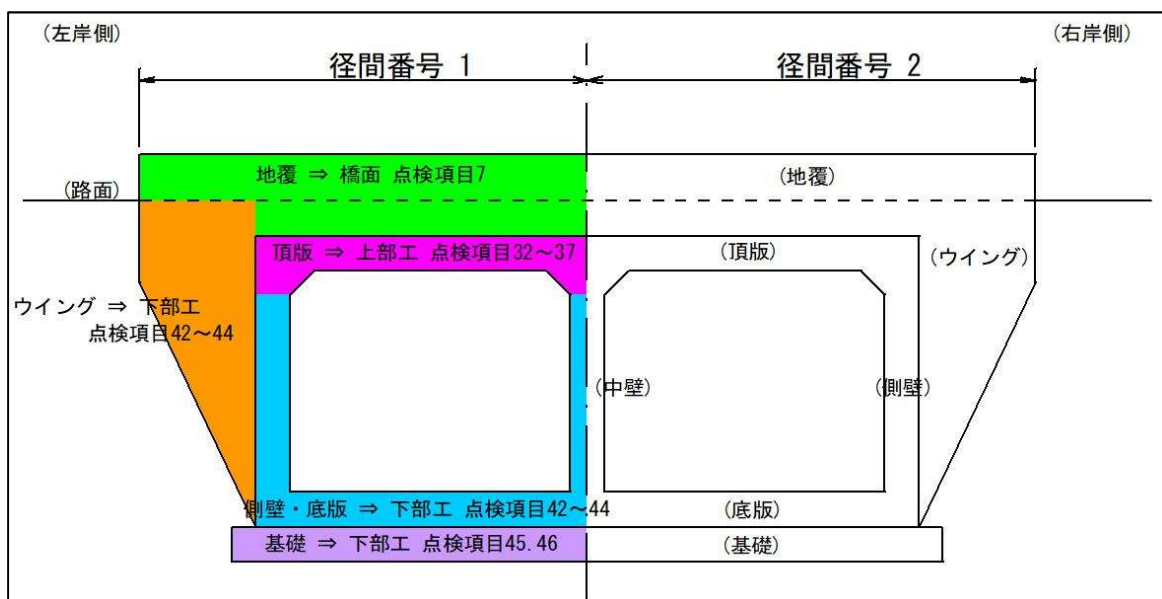 (左岸側)
(右岸側)
径間番号 1
径間番号 2
地覆 ⇒ 橋面 点検項目7
(地覆)
(路面)
頂版 ⇒ 上部工 点検項目32～37
(頂版)
(ウイング)
ウイング ⇒ 下部工
点検項目42～44
(中壁)
(側壁)
側壁・底版 ⇒ 下部工 点検項目42～44
(底版)
基礎 ⇒ 下部工 点検項目45.46
(基礎)